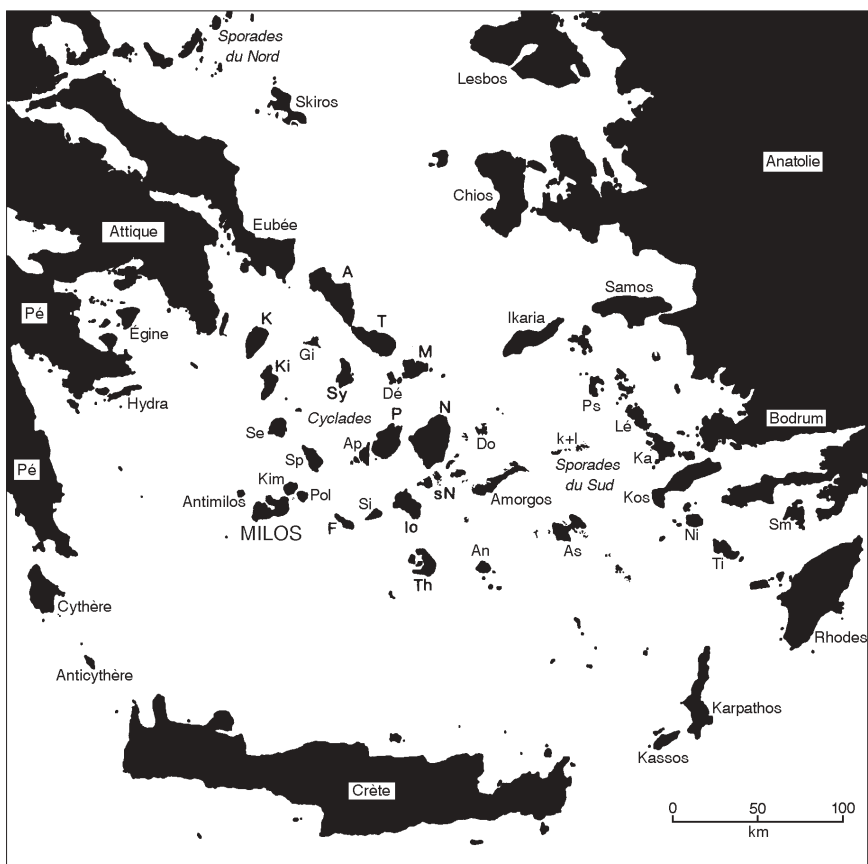 Sporades
du Nord
Lesbos
Skiros
Anatolie
Chios
Eubée
Attique
A
Samos
Pé
Ikaria
K
T
Égine
Gi
M
Ki
Sy
Dé
Hydra
Ps
Cyclades
P
N
Lé
Bodrum
Se
Ap
Do
k+l
Ka
Sp
Sporades
du Sud
Pé
Kim
Antimilos
Pol
Si
sN
Amorgos
Kos
MILOS
F
Io
Sm
Ni
As
An
Ti
Th
Cythère
Rhodes
Anticythère
Karpathos
Kassos
Crète
0 50 100
km